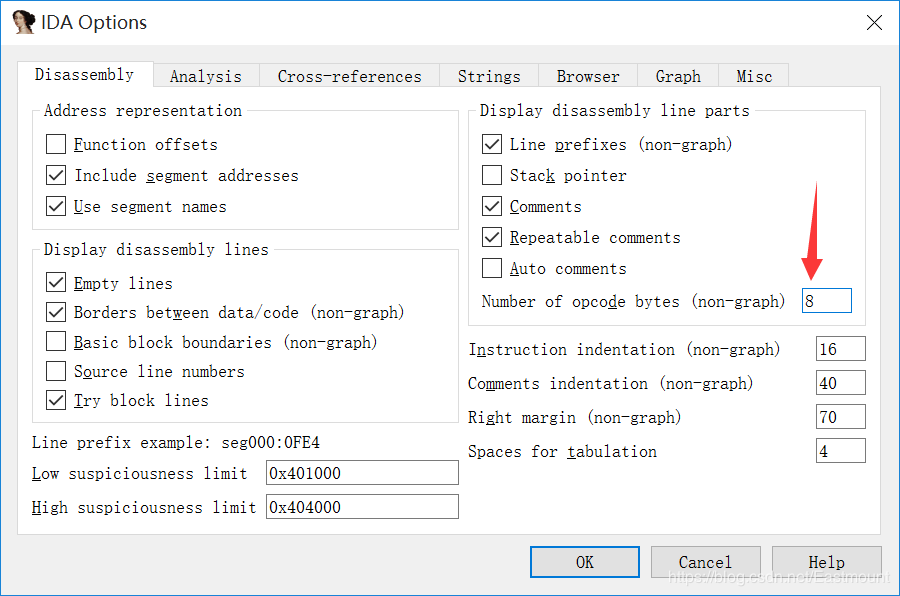 IDA Options
Disassembly Analysis Cross-references Strings Browser Graph Misc
Address representation
Function offsets
Include segment addresses
Use segment names
Display disassembly lines
Empty lines
Borders between data/code (non-graph)
Basic block boundaries (non-graph)
Source line numbers
Try block lines
Line prefix example: seg000:0FE4
Low suspiciousness limit 0x401000
High suspiciousness limit 0x404000
Display disassembly line parts
Line prefixes (non-graph)
Stack pointer
Comments
Repeatable comments
Auto comments
Number of opcode bytes (non-graph) 8
Instruction indentation (non-graph) 16
Comments indentation (non-graph) 40
Right margin (non-graph) 70
Spaces for tabulation 4
OK Cancel Help
https://blog.csdn.net/Eastmount